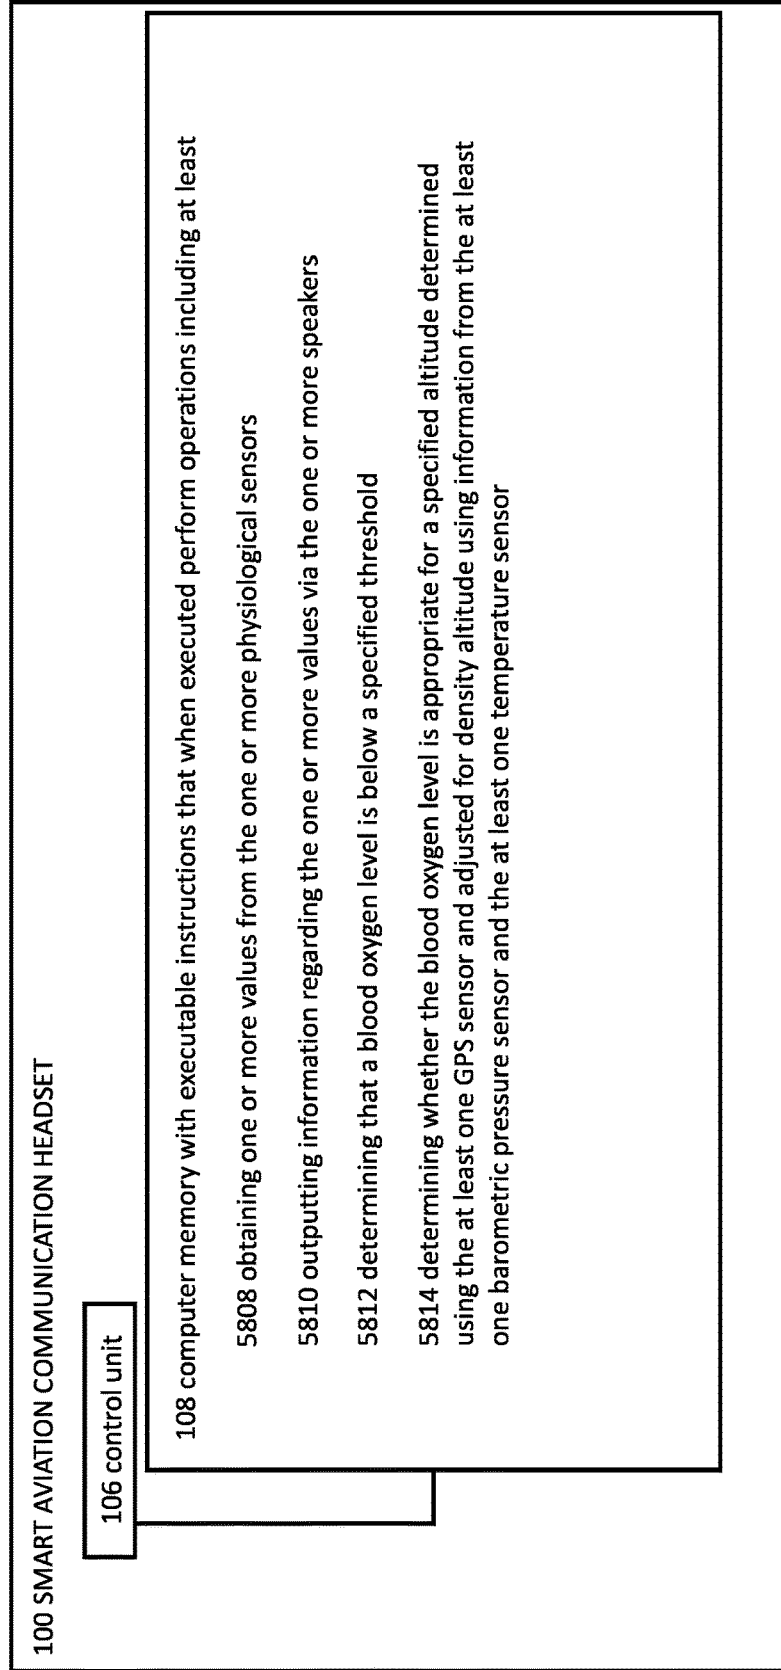 100 SMART AVIATION COMMUNICATION HEADSET
106 control unit
108 computer memory with executable instructions that when executed perform operations including at least
5808 obtaining one or more values from the one or more physiological sensors
5810 outputting information regarding the one or more values via the one or more speakers
5812 determining that a blood oxygen level is below a specified threshold
5814 determining whether the blood oxygen level is appropriate for a specified altitude determined
using the at least one GPS sensor and adjusted for density altitude using information from the at least
one barometric pressure sensor and the at least one temperature sensor